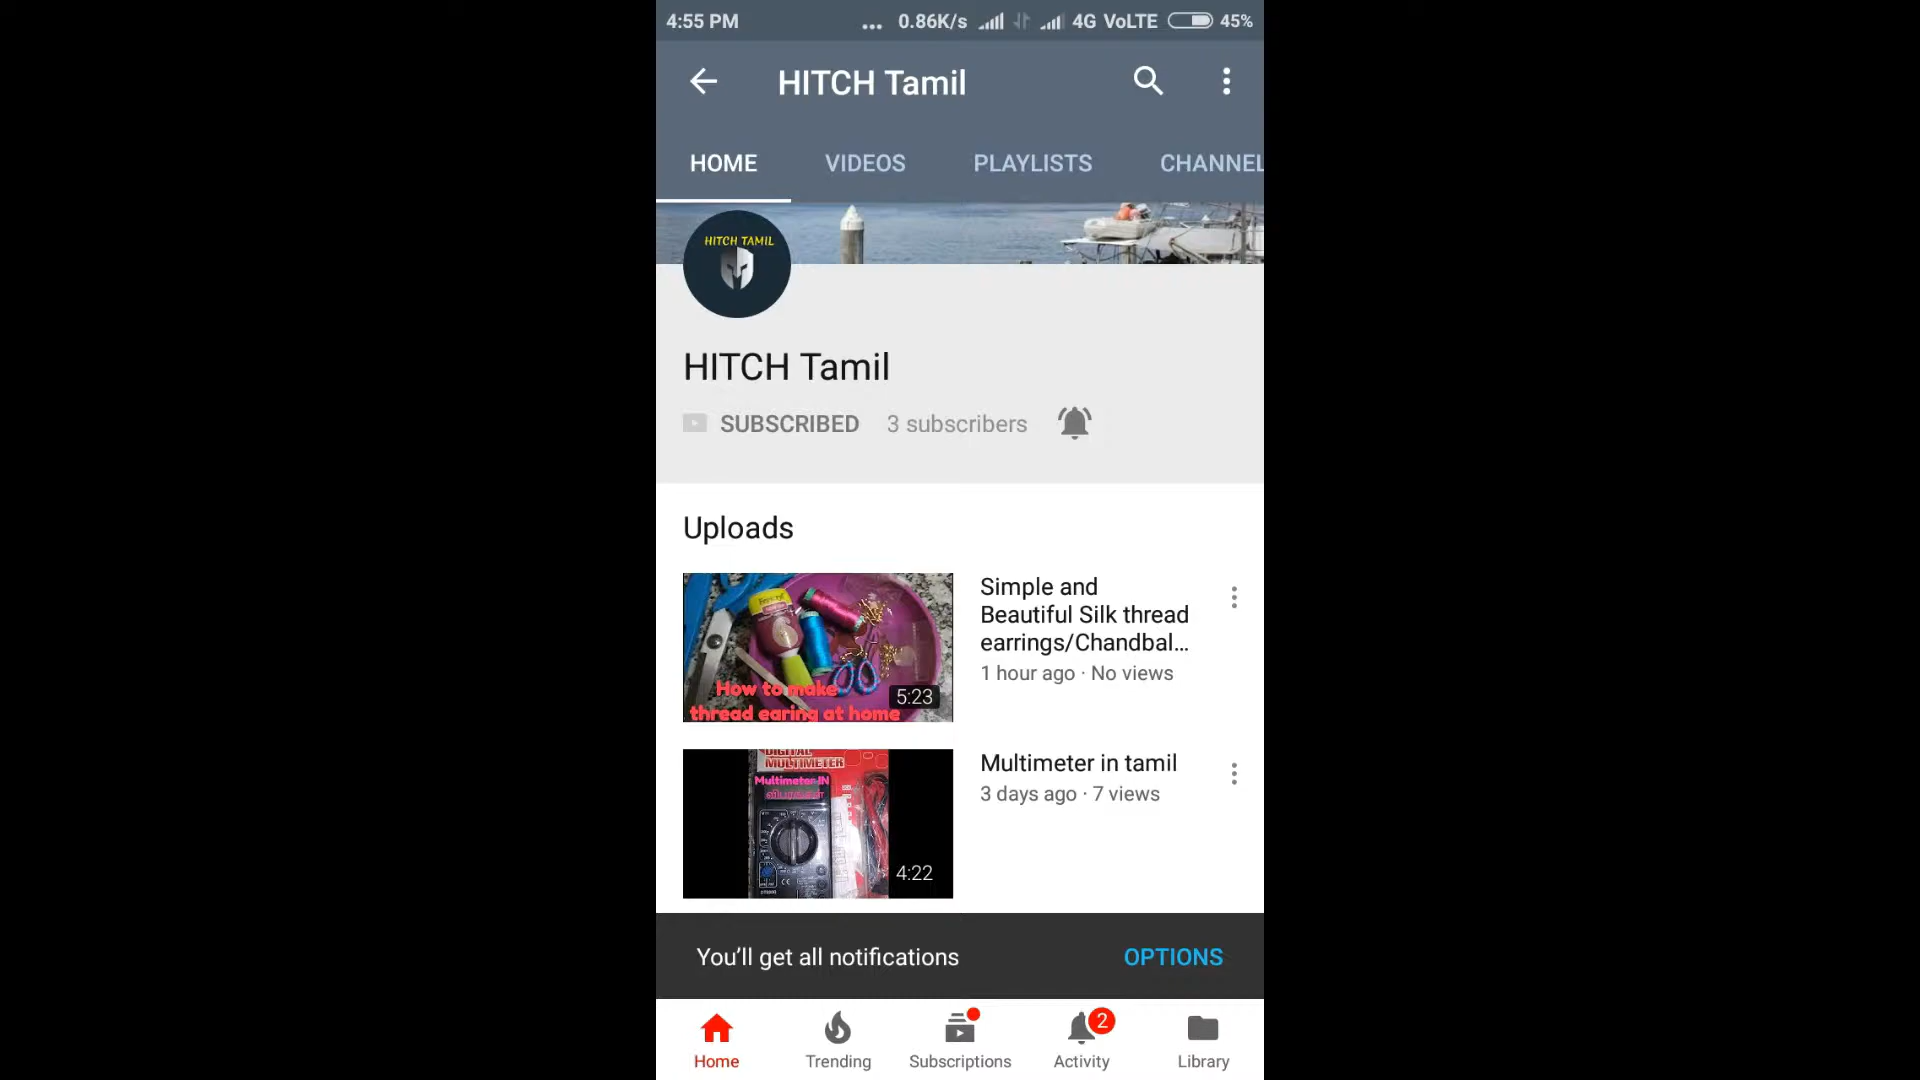 4:55 PM ... 0.86K/s 4G VoLTE 45%
HITCH Tamil
HOME VIDEOS PLAYLISTS CHANNEL
HITCH TAMIL
HITCH Tamil
SUBSCRIBED 3 subscribers
Uploads
Simple and
Beautiful Silk thread
earrings/Chandbal...
1 hour ago · No views
How to make
thread earing at home
5:23
DIGITAL
MULTIMETER
Multimeter IN
4:22
Multimeter in tamil
3 days ago · 7 views
You'll get all notifications OPTIONS
2
Home Trending Subscriptions Activity Library